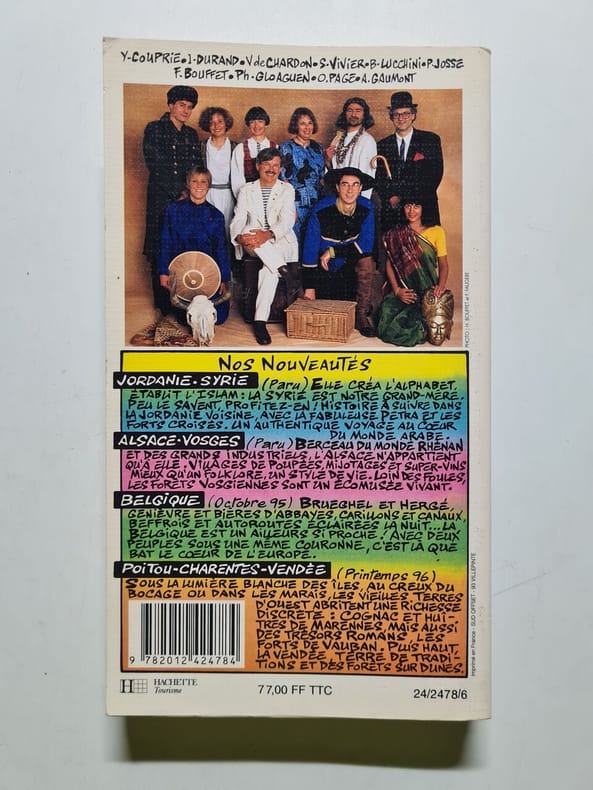 Y-COUPRIE • I. DURAND • V de CHARDON • S. VIVIER • B-LUCCHINI • P. JOSSE
F. BOUFFET • Ph. GLOAGUEN • O. PAGE • A. GAUMONT
PHOTO : H. BOUFFET et F. FAUGERE
NOS NOUVEAUTÉS
JORDANIE-SYRIE (Paru) ELLE CRÉA L'ALPHABET,
ÉTABLIT L'ISLAM : LA SYRIE EST NOTRE GRAND-MÈRE.
PEU LE SAVENT, PROFITEZ-EN ! HISTOIRE À SUIVRE DANS
LA JORDANIE VOISINE, AVEC LA FABULEUSE PETRA ET LES
FORTS CROISÉS. UN AUTHENTIQUE VOYAGE AU CŒUR
DU MONDE ARABE.
ALSACE-VOSGES (Paru) BERCEAU DU MONDE RHÉNAN
ET DES GRANDS INDUSTRIELS, L'ALSACE N'APPARTIENT
QU'À ELLE. VILLAGES DE POUPÉES, MIJOTAGES ET SUPER-VINS
MIEUX QU'UN FOLKLORE, UN STYLE DE VIE. LOIN DES FOULES,
LES FORÊTS VOSGIENNES SONT UN ÉCOMUSÉE VIVANT.
BELGIQUE (Octobre 95) BRUEGHEL ET HERGÉ,
GENIÈVRE ET BIÈRES D'ABBAYES, CARILLONS ET CANAUX,
BEFFROIS ET AUTOROUTES ÉCLAIRÉES LA NUIT... LA
BELGIQUE EST UN AILLEURS SI PROCHE ! AVEC DEUX
PEUPLES SOUS UNE MÊME COURONNE, C'EST LÀ QUE
BAT LE CŒUR DE L'EUROPE.
POITOU-CHARENTES-VENDÉE (Printemps 96)
SOUS LA LUMIÈRE BLANCHE DES ÎLES, AU CREUX DU
BOCAGE OU DANS LES MARAIS, LES VIEILLES TERRES
D'OUEST ABRITENT UNE RICHESSE
DISCRÈTE : COGNAC ET HUÎ-
TRES DE MARENNES, MAIS AUSSI
DES TRÉSORS ROMANS, LES
FORTS DE VAUBAN. PUIS HAUT,
LA VENDÉE, TERRE DE TRADI-
TIONS ET DES FORÊTS SUR DUNES.
9 782012 424784
Imprimé en France - SUD OFFSET - 93 VILLEPINTE
H HACHETTE
Tourisme
77,00 FF TTC
24/2478/6